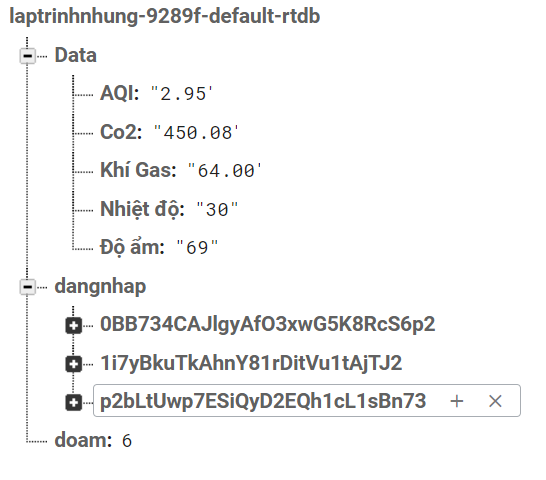 laptrinhnhung-9289f-default-rtdb
Data
AQI: "2.95'
Co2: "450.08'
Khí Gas: "64.00'
Nhiệt độ: "30"
Độ ẩm: "69"
dangnhap
0BB734CAJlgyAfO3xwG5K8RcS6p2
1i7yBkuTkAhnY81rDitVu1tAjTJ2
p2bLtUwp7ESiQyD2EQh1cL1sBn73
doam: 6